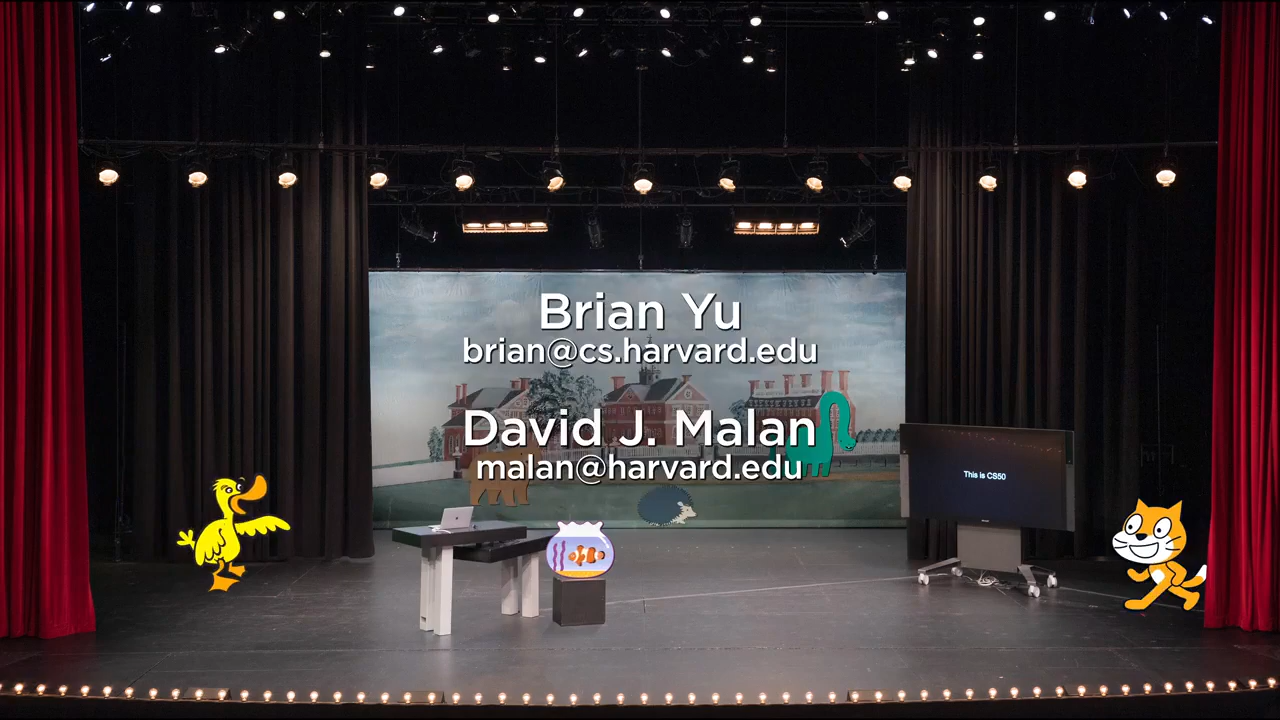 Brian Yu
brian@cs.harvard.edu
David J. Malan
malan@harvard.edu
This is CS50